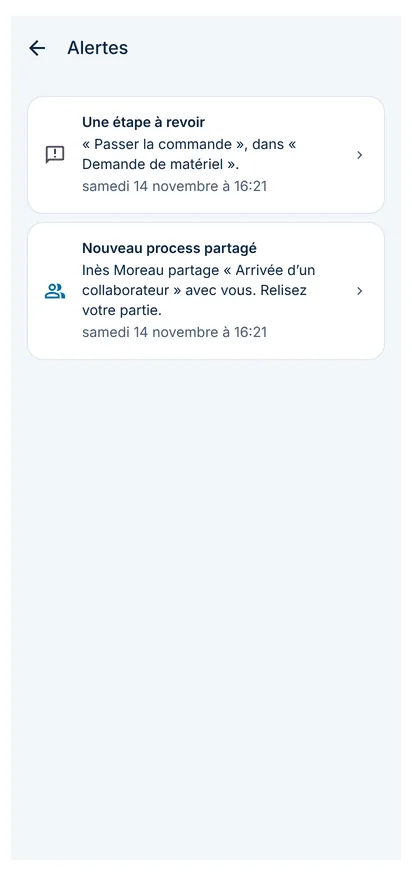 Alertes
Une étape à revoir
« Passer la commande », dans «
Demande de matériel ».
samedi 14 novembre à 16:21
Nouveau process partagé
Inès Moreau partage « Arrivée d’un
collaborateur » avec vous. Relisez
votre partie.
samedi 14 novembre à 16:21